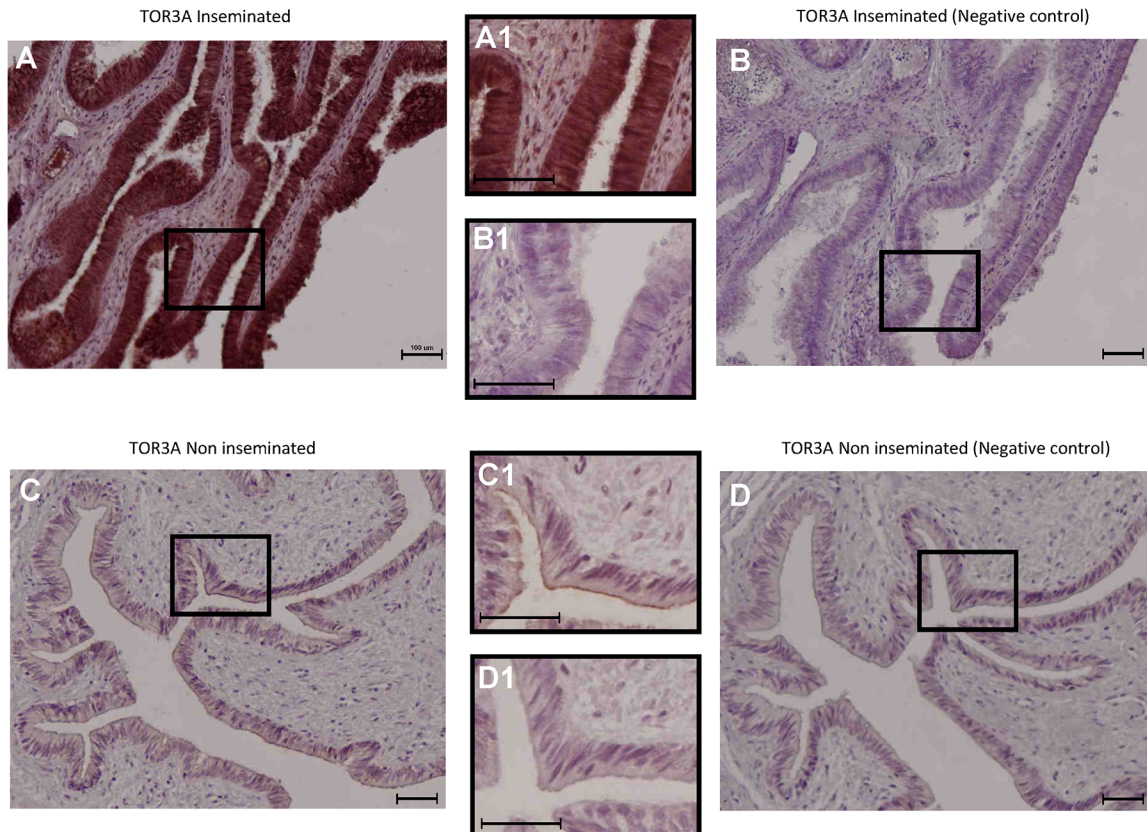 TOR3A Inseminated
TOR3A Inseminated (Negative control)
A
A1
B
B1
100 µm
TOR3A Non inseminated
TOR3A Non inseminated (Negative control)
C
C1
D
D1